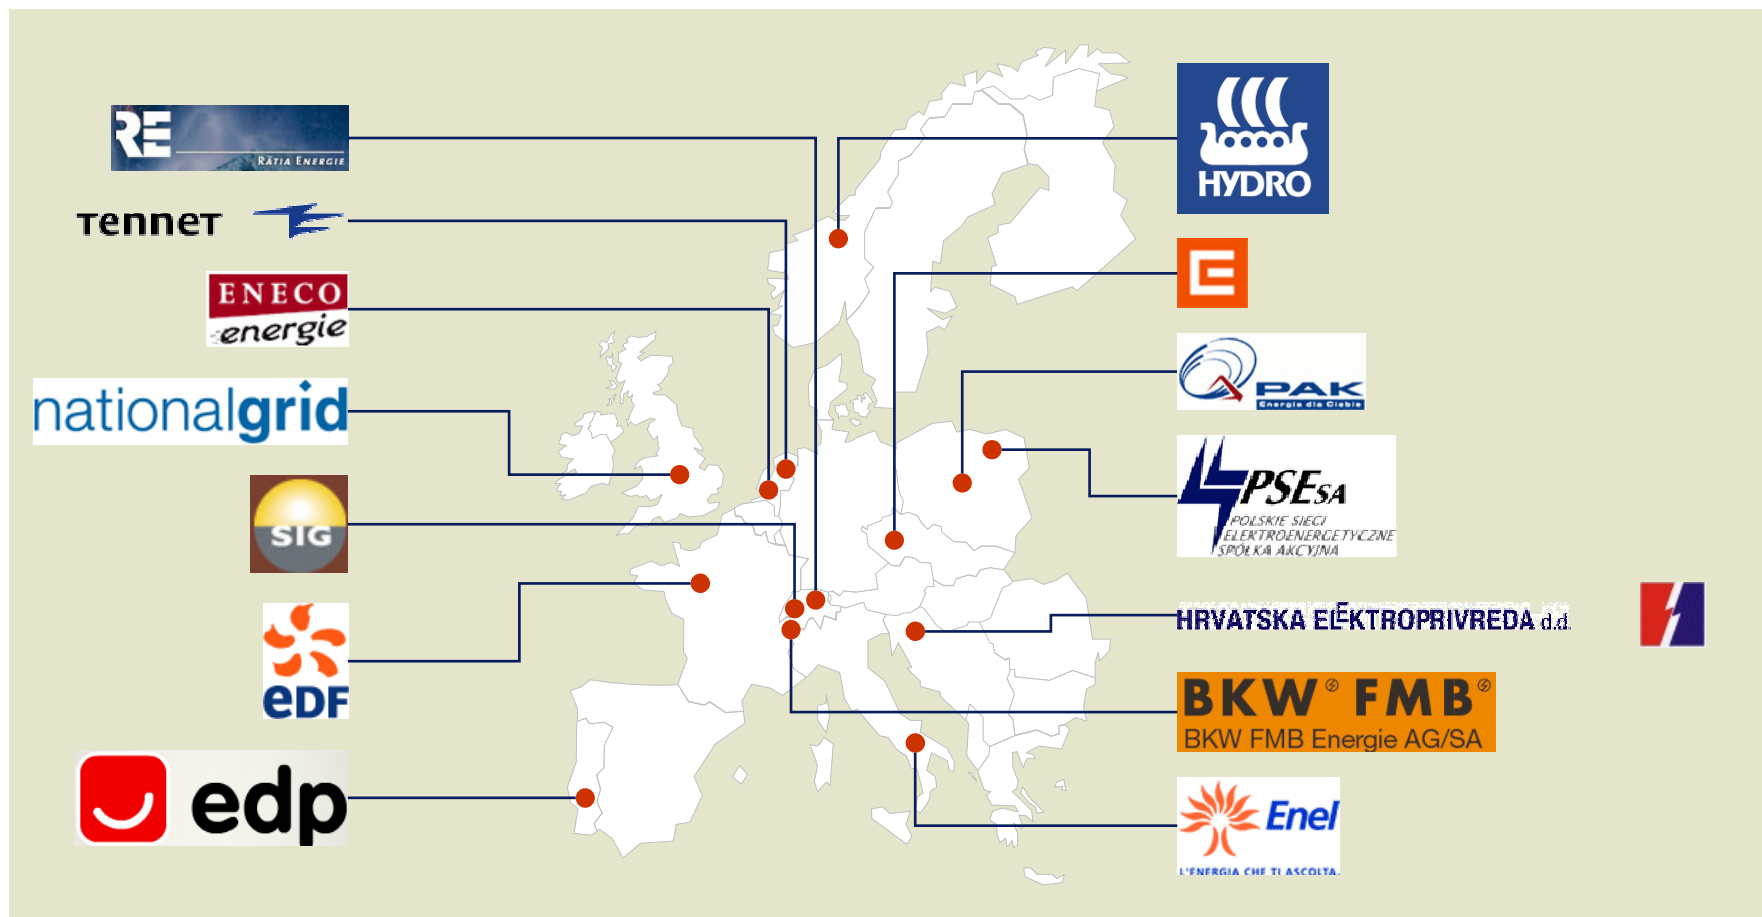 RE
RÄTIA ENERGIE
TenneT
ENECO
energie
nationalgrid
SIG
eDF
edp
HYDRO
PAK
Energia dla Ciebie
PSE SA
POLSKIE SIECI
ELEKTROENERGETYCZNE
SPÓŁKA AKCYJNA
HRVATSKA ELEKTROPRIVREDA d.d.
BKW FMB
BKW FMB Energie AG/SA
Enel
L'ENERGIA CHE TI ASCOLTA.